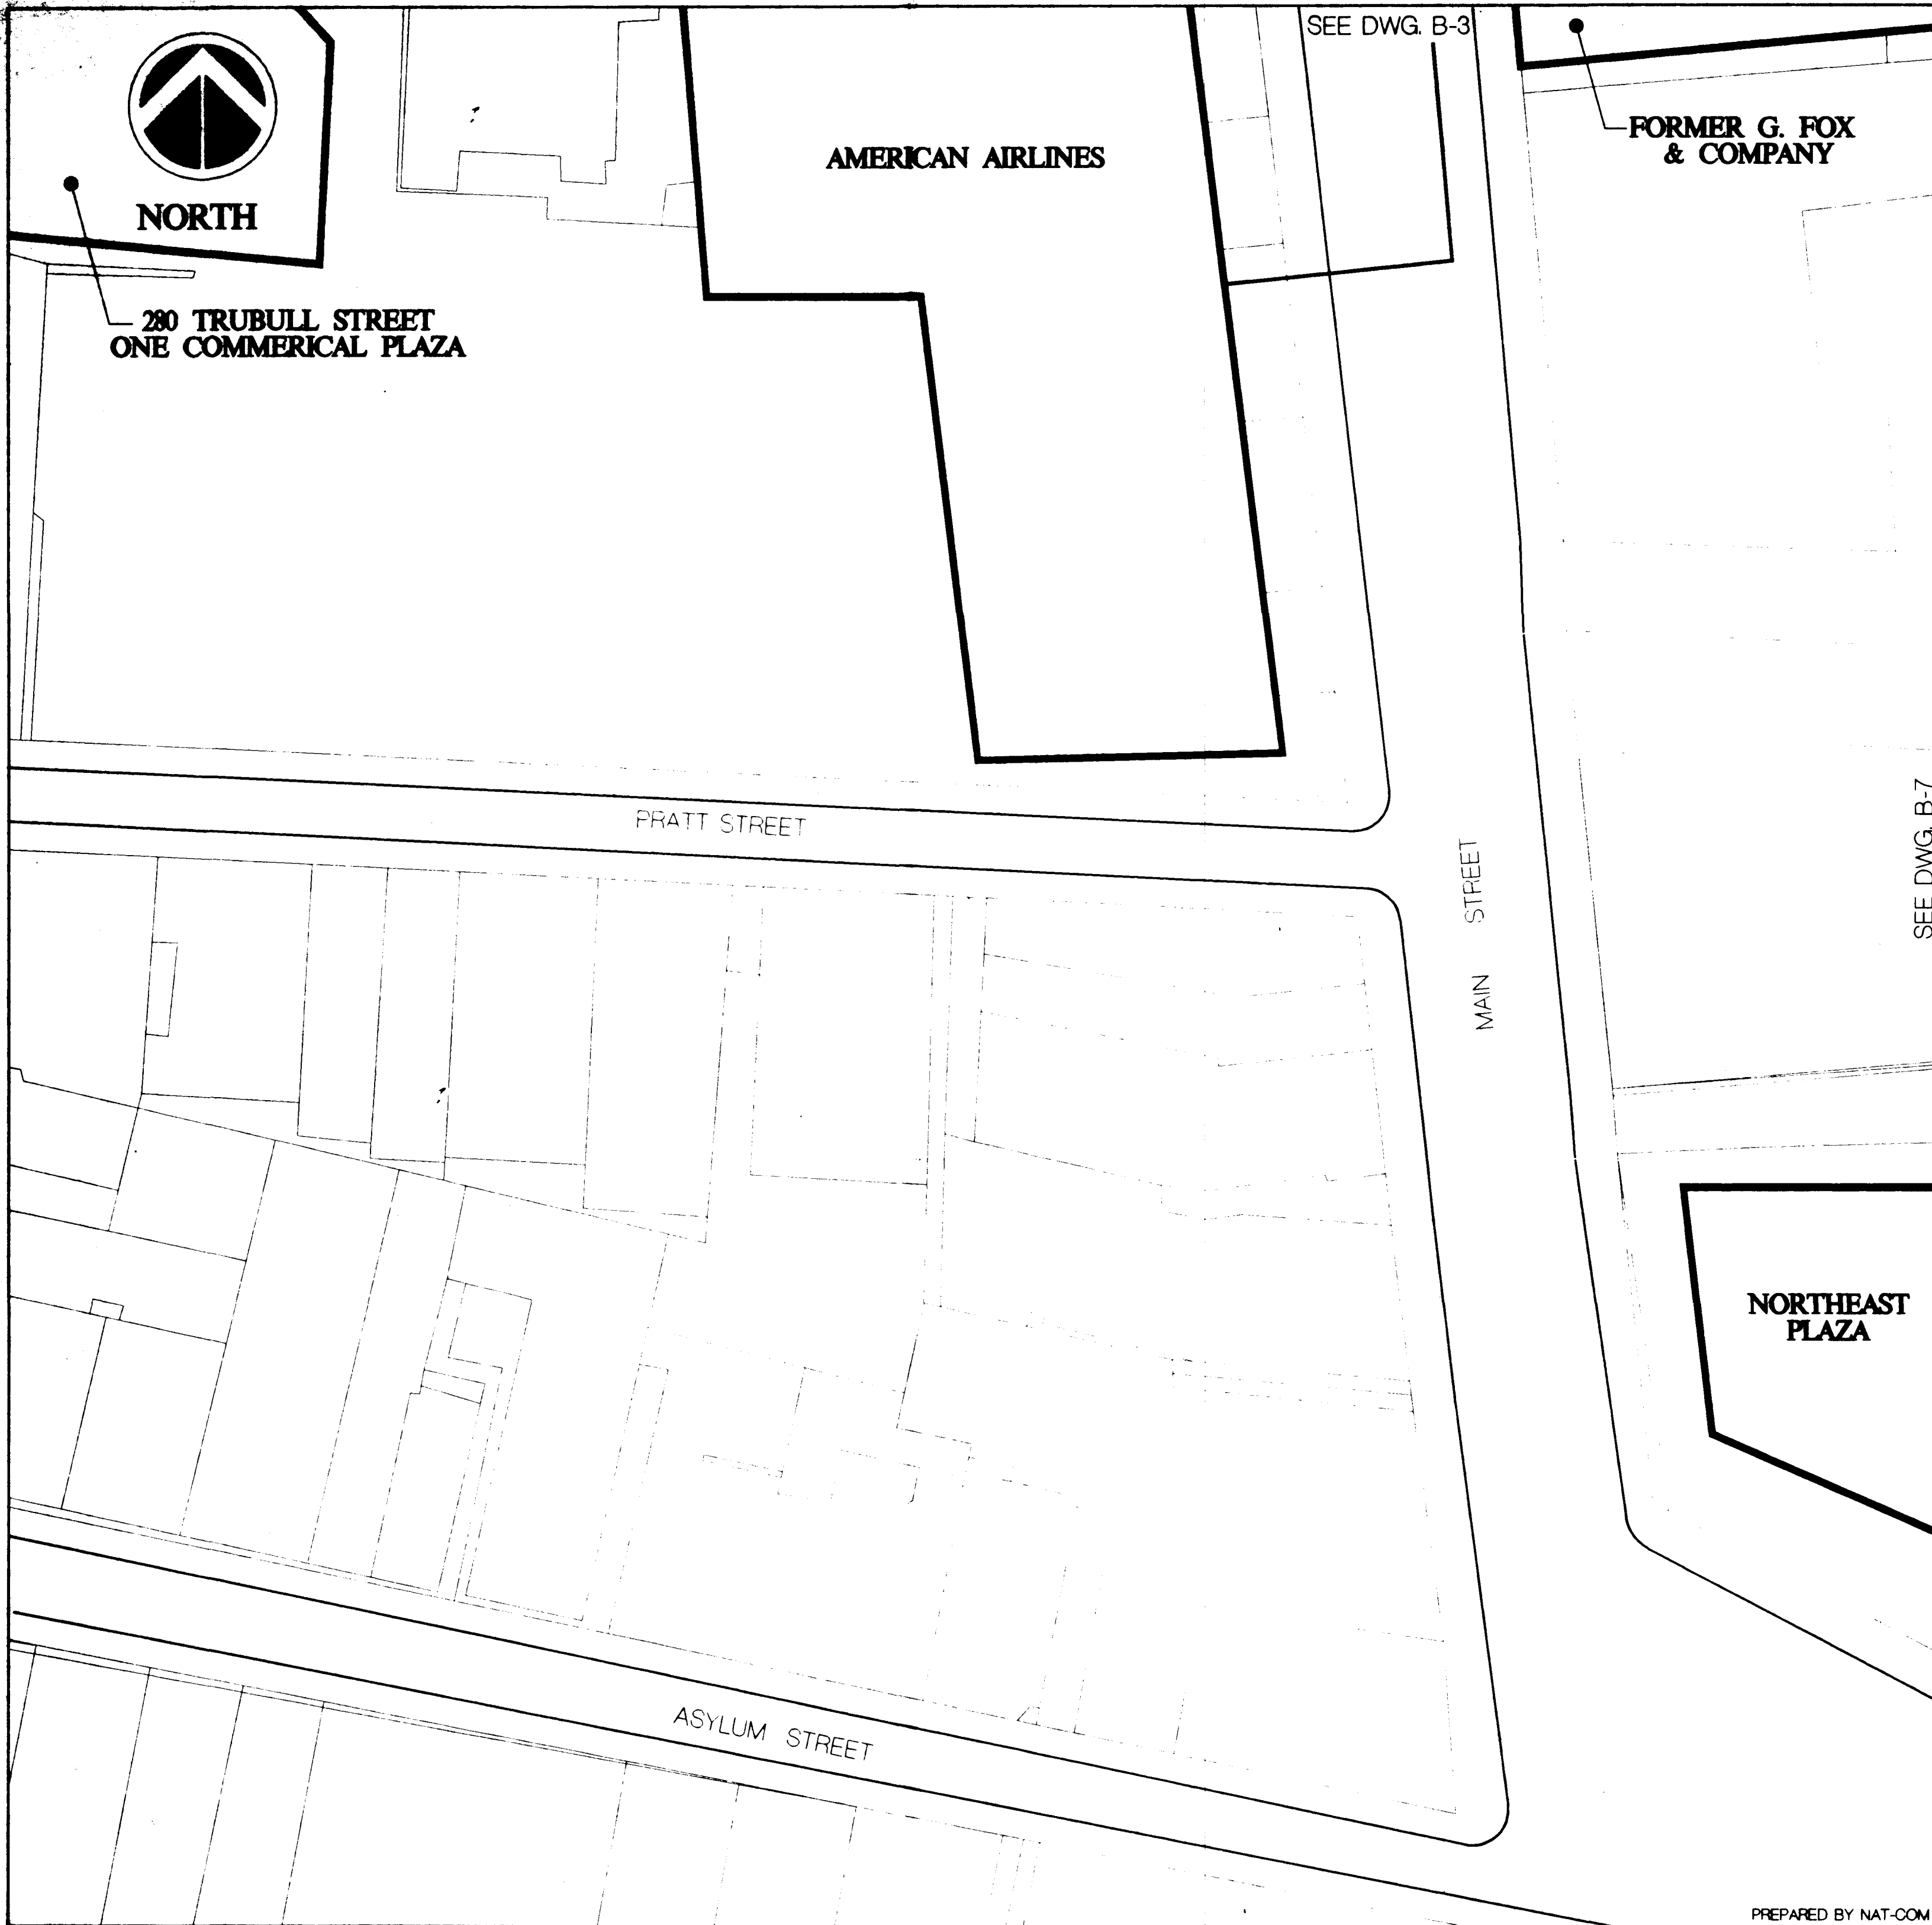 SEE DWG. B-3
NORTH
AMERICAN AIRLINES
FORMER G. FOX
& COMPANY
280 TRUBULL STREET
ONE COMMERICAL PLAZA
PRATT STREET
MAIN STREET
SEE DWG. B-7
NORTHEAST
PLAZA
ASYLUM STREET
PREPARED BY NAT-COM